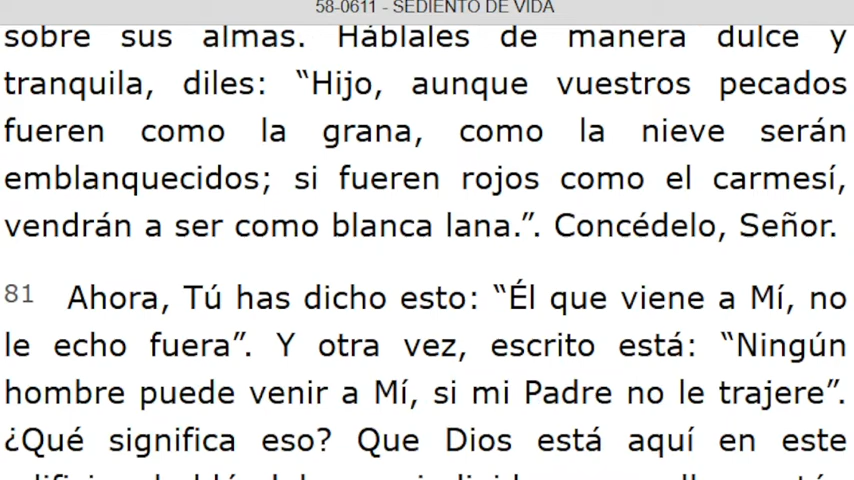 58-0611 - SEDIENTO DE VIDA
sobre sus almas. Háblales de manera dulce y
tranquila, diles: “Hijo, aunque vuestros pecados
fueren como la grana, como la nieve serán
emblanquecidos; si fueren rojos como el carmesí,
vendrán a ser como blanca lana.”. Concédelo, Señor.
81 Ahora, Tú has dicho esto: “Él que viene a Mí, no
le echo fuera”. Y otra vez, escrito está: “Ningún
hombre puede venir a Mí, si mi Padre no le trajere”.
¿Qué significa eso? Que Dios está aquí en este